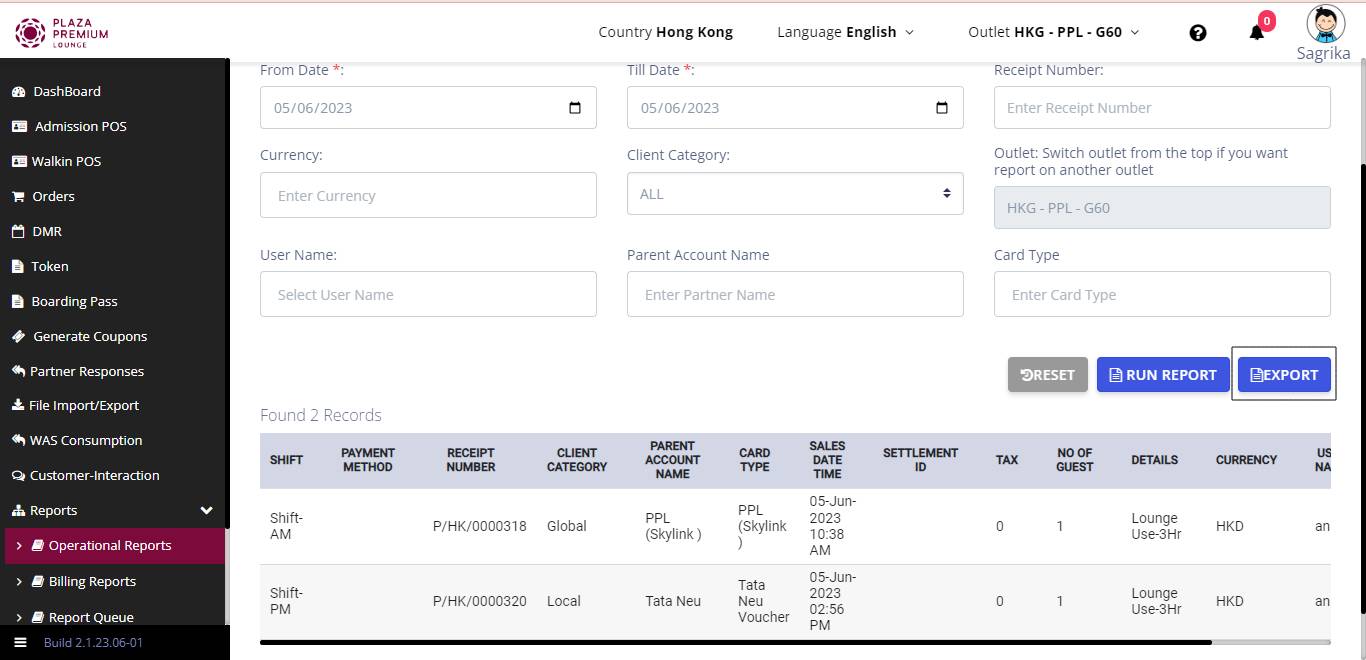 PLAZA
PREMIUM
LOUNGE
Country Hong Kong
Language English
Outlet HKG - PPL - G60
0
Sagrika
DashBoard
Admission POS
Walkin POS
Orders
DMR
Token
Boarding Pass
Generate Coupons
Partner Responses
File Import/Export
WAS Consumption
Customer-Interaction
Reports
Operational Reports
Billing Reports
Report Queue
Build 2.1.23.06-01
From Date *:
Till Date *:
Receipt Number:
05/06/2023
05/06/2023
Enter Receipt Number
Currency:
Client Category:
Outlet: Switch outlet from the top if you want
report on another outlet
Enter Currency
ALL
HKG - PPL - G60
User Name:
Parent Account Name
Card Type
Select User Name
Enter Partner Name
Enter Card Type
RESET
RUN REPORT
EXPORT
Found 2 Records
SHIFT
PAYMENT
METHOD
RECEIPT
NUMBER
CLIENT
CATEGORY
PARENT
ACCOUNT
NAME
CARD
TYPE
SALES
DATE
TIME
SETTLEMENT
ID
TAX
NO OF
GUEST
DETAILS
CURRENCY
US
NA
Shift-
AM
P/HK/0000318
Global
PPL
(Skylink )
PPL
(Skylink
)
05-Jun-
2023
10:38
AM
0
1
Lounge
Use-3Hr
HKD
an
Shift-
PM
P/HK/0000320
Local
Tata Neu
Tata
Neu
Voucher
05-Jun-
2023
02:56
PM
0
1
Lounge
Use-3Hr
HKD
an